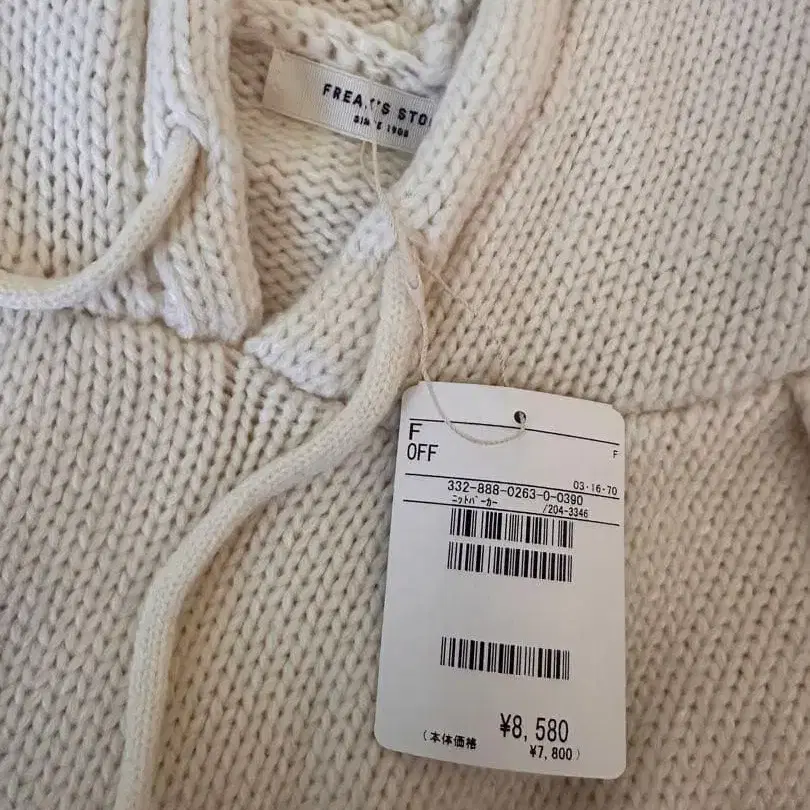 FREAK'S STO
SINCE 1986
F
F
OFF
03-16-70
332-888-0263-0-0390
ﾆｯﾄﾊﾟｰｶｰ /204-3346
¥8,580
(本体価格 ¥7,800)